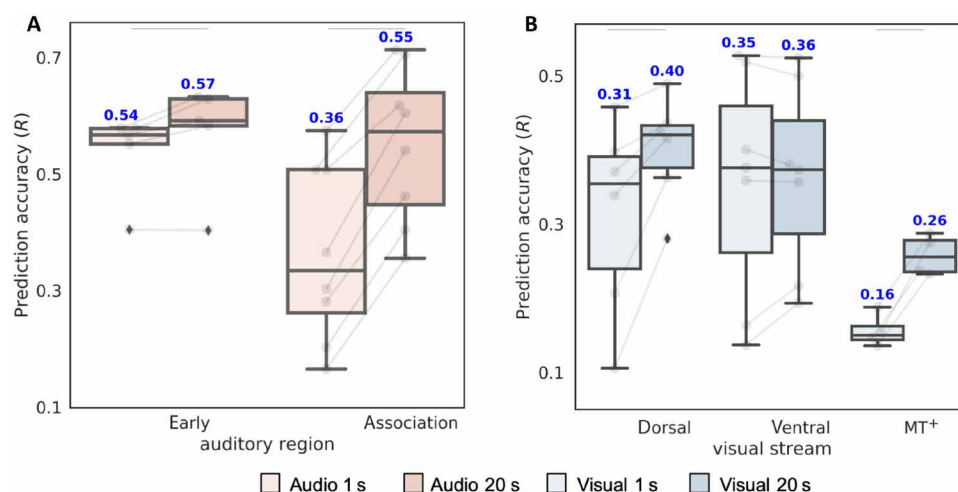 A
B
Prediction accuracy (R)
0.7
0.5
0.3
0.1
0.54
0.57
0.36
0.55
Early
Association
auditory region
Prediction accuracy (R)
0.5
0.3
0.1
0.31
0.40
0.35
0.36
0.16
0.26
Dorsal
Ventral
MT+
visual stream
Audio 1 s
Audio 20 s
Visual 1 s
Visual 20 s